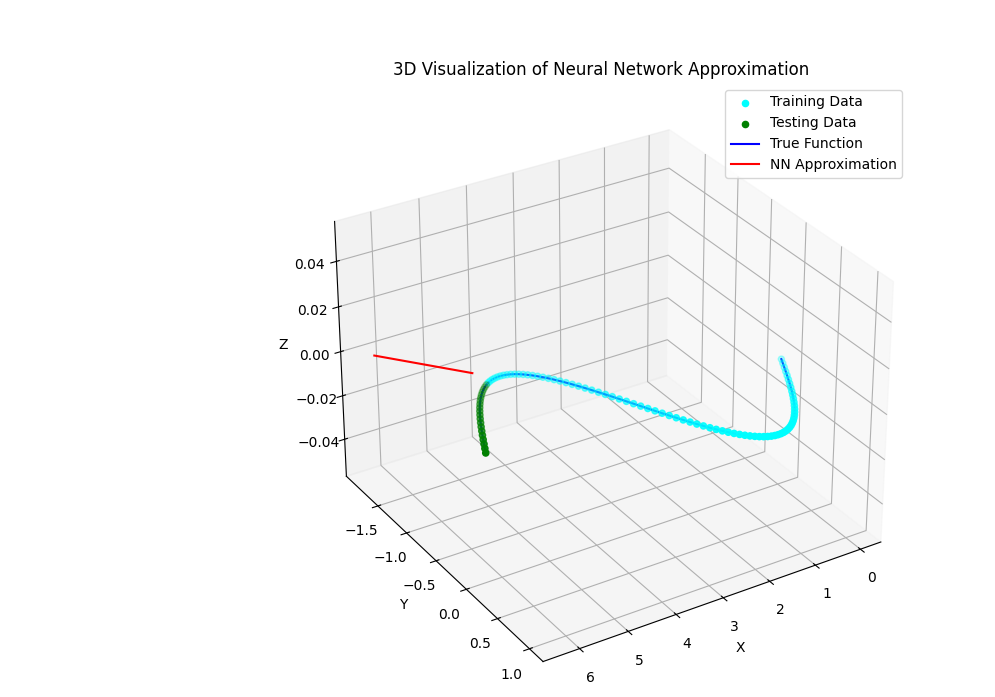 3D Visualization of Neural Network Approximation
Training Data
Testing Data
True Function
NN Approximation
0.04
0.02
Z
0.00
−0.02
−0.04
−1.5
−1.0
−0.5
Y
0.0
0.5
1.0
6
5
4
3
X
2
1
0